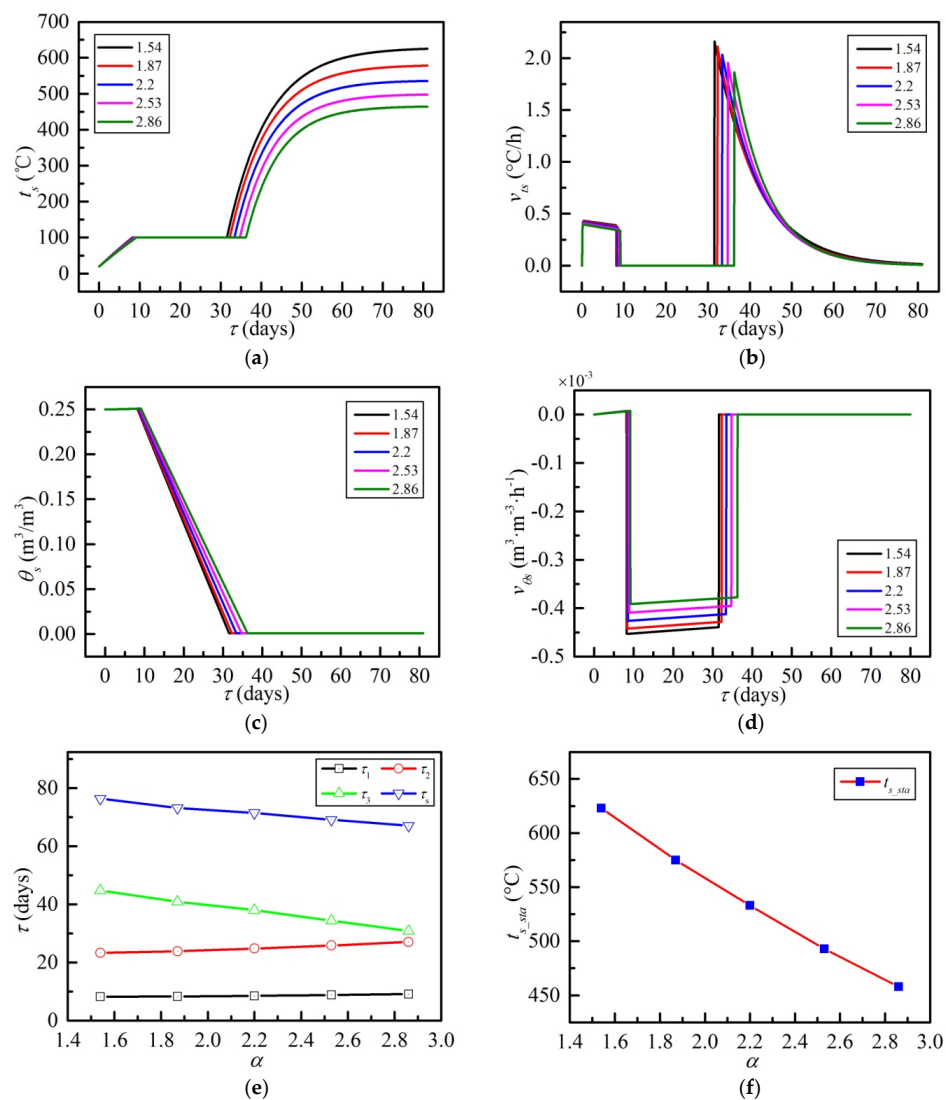 700
600
500
400
300
200
100
0
t_s (℃)
1.54
1.87
2.2
2.53
2.86
0 10 20 30 40 50 60 70 80
τ (days)
(a)
2.0
1.5
1.0
0.5
0.0
v_ts (°C/h)
1.54
1.87
2.2
2.53
2.86
0 10 20 30 40 50 60 70 80
τ (days)
(b)
0.25
0.20
0.15
0.10
0.05
0.00
θ_s (m³/m³)
1.54
1.87
2.2
2.53
2.86
0 10 20 30 40 50 60 70 80
τ (days)
(c)
×10⁻³
0.0
-0.1
-0.2
-0.3
-0.4
-0.5
v_θs (m³·m⁻³·h⁻¹)
1.54
1.87
2.2
2.53
2.86
0 10 20 30 40 50 60 70 80
τ (days)
(d)
80
60
40
20
0
τ (days)
τ₁ τ₂
τ₃ τ_s
1.4 1.6 1.8 2.0 2.2 2.4 2.6 2.8 3.0
α
(e)
650
600
550
500
450
t_s_sta (°C)
t_s_sta
1.4 1.6 1.8 2.0 2.2 2.4 2.6 2.8 3.0
α
(f)